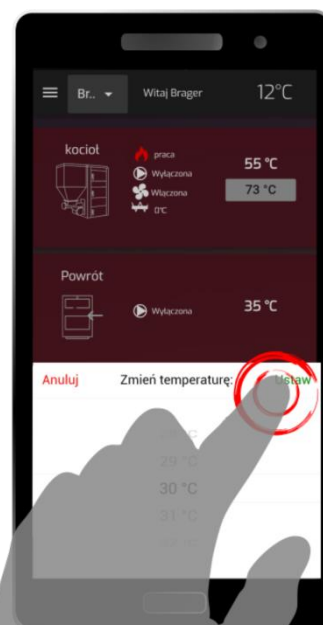 Br..
Witaj Brager
12°C
kocioł
praca
Wyłączona
Włączona
0°C
55 °C
73 °C
Powrót
Wyłączona
35 °C
Anuluj
Zmień temperaturę:
Ustaw
29 °C
30 °C
31 °C